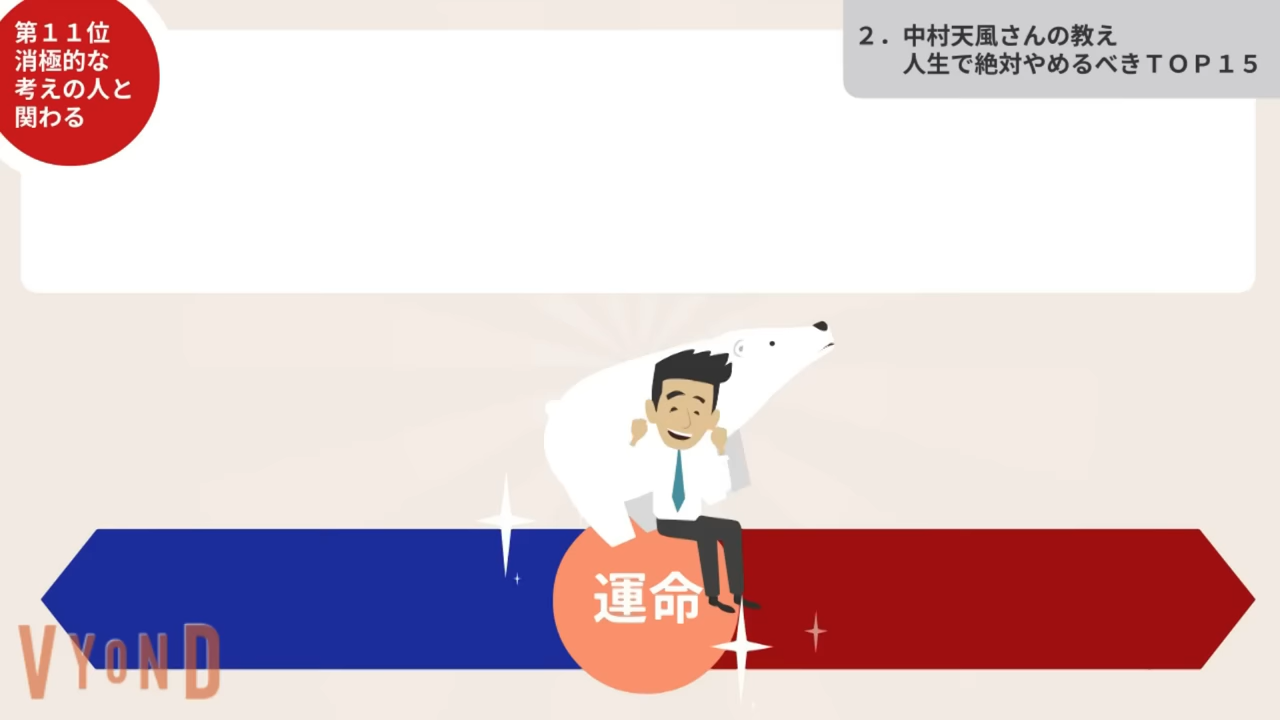 第１１位
消極的な
考えの人と
関わる
２．中村天風さんの教え
人生で絶対やめるべきＴＯＰ１５
運命
VYOND